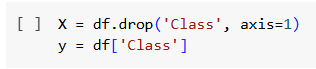 [ ] X = df.drop('Class', axis=1)
y = df['Class']